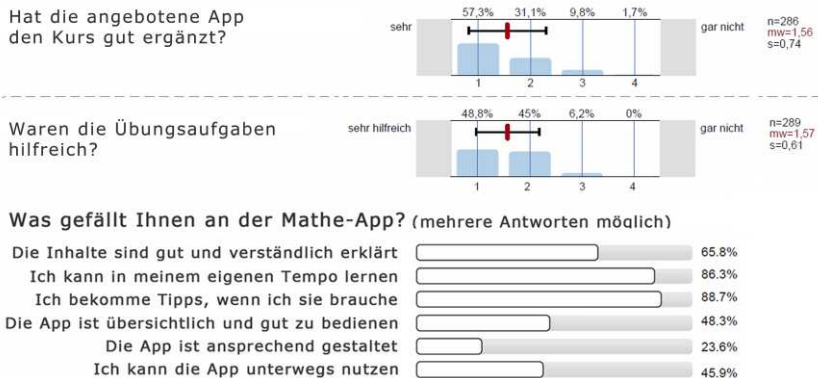 Hat die angebotene App
den Kurs gut ergänzt?
sehr
57,3% 31,1% 9,8% 1,7%
1 2 3 4
gar nicht
n=286
mw=1,56
s=0,74
Waren die Übungsaufgaben
hilfreich?
sehr hilfreich
48,8% 45% 6,2% 0%
1 2 3 4
gar nicht
n=289
mw=1,57
s=0,61
Was gefällt Ihnen an der Mathe-App? (mehrere Antworten möglich)
Die Inhalte sind gut und verständlich erklärt 65.8%
Ich kann in meinem eigenen Tempo lernen 86.3%
Ich bekomme Tipps, wenn ich sie brauche 88.7%
Die App ist übersichtlich und gut zu bedienen 48.3%
Die App ist ansprechend gestaltet 23.6%
Ich kann die App unterwegs nutzen 45.9%